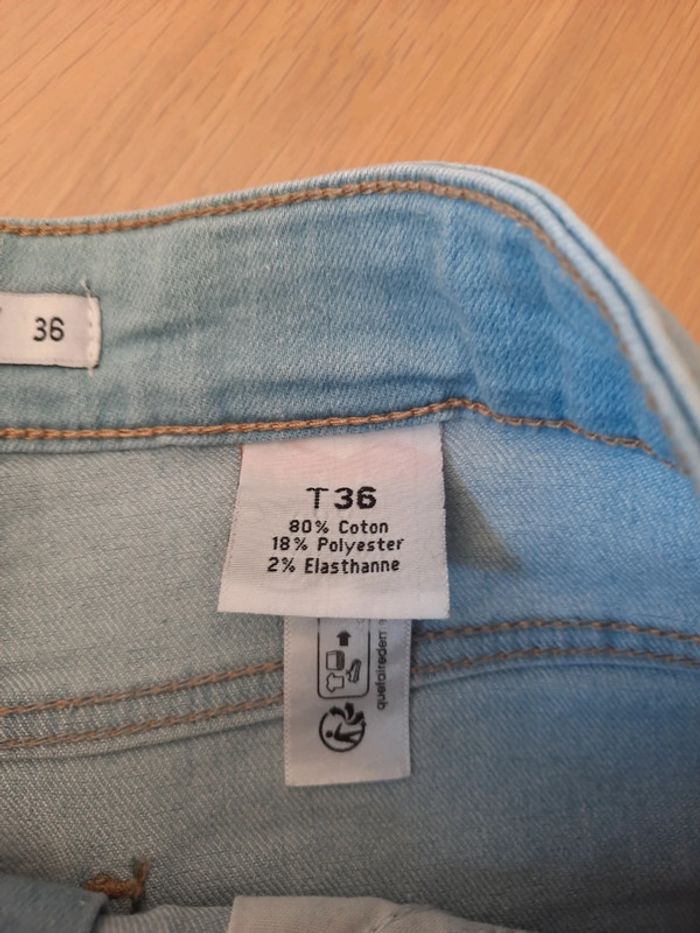 36
T36
80% Coton
18% Polyester
2% Elasthanne